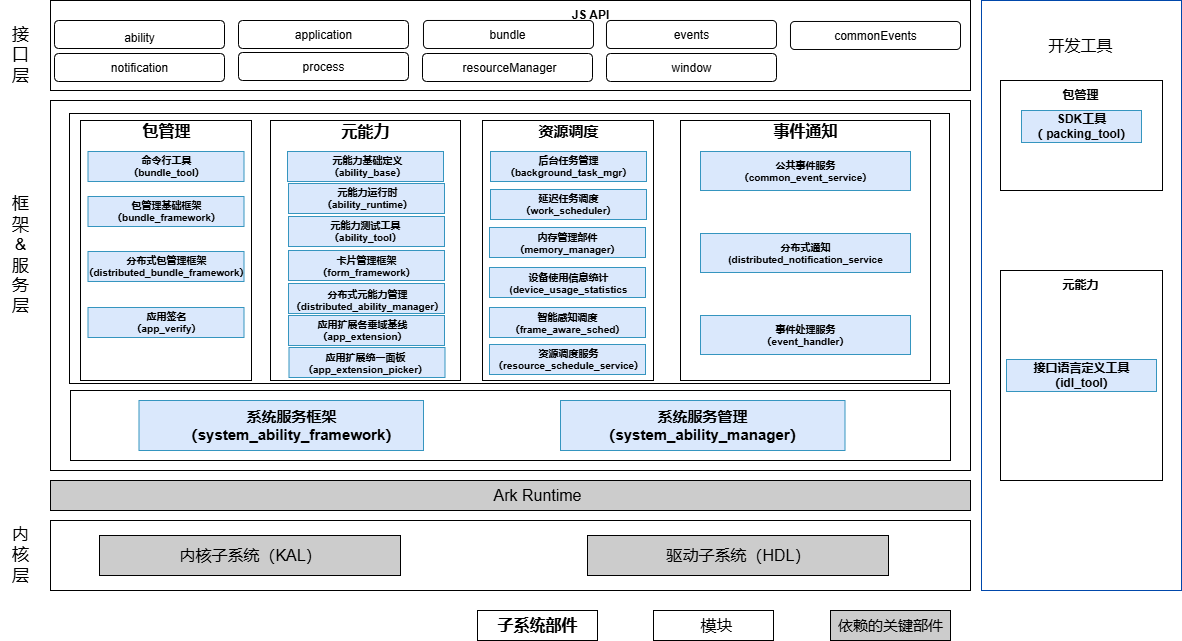 接口层
JS API
ability
application
bundle
events
commonEvents
notification
process
resourceManager
window
框架&服务层
包管理
命令行工具
（bundle_tool）
包管理基础框架
（bundle_framework）
分布式包管理框架
（distributed_bundle_framework）
应用签名
（app_verify）
元能力
元能力基础定义
（ability_base）
元能力运行时
（ability_runtime）
元能力测试工具
（ability_tool）
卡片管理框架
（form_framework）
分布式元能力管理
（distributed_ability_manager）
应用扩展各垂域基线
（app_extension）
应用扩展统一面板
（app_extension_picker）
资源调度
后台任务管理
（background_task_mgr）
延迟任务调度
（work_scheduler）
内存管理部件
（memory_manager）
设备使用信息统计
（device_usage_statistics
智能感知调度
（frame_aware_sched）
资源调度服务
（resource_schedule_service）
事件通知
公共事件服务
（common_event_service）
分布式通知
（distributed_notification_service
事件处理服务
（event_handler）
系统服务框架
（system_ability_framework）
系统服务管理
（system_ability_manager）
Ark Runtime
内核层
内核子系统（KAL）
驱动子系统（HDL）
开发工具
包管理
SDK工具
（ packing_tool）
元能力
接口语言定义工具
（idl_tool）
子系统部件
模块
依赖的关键部件